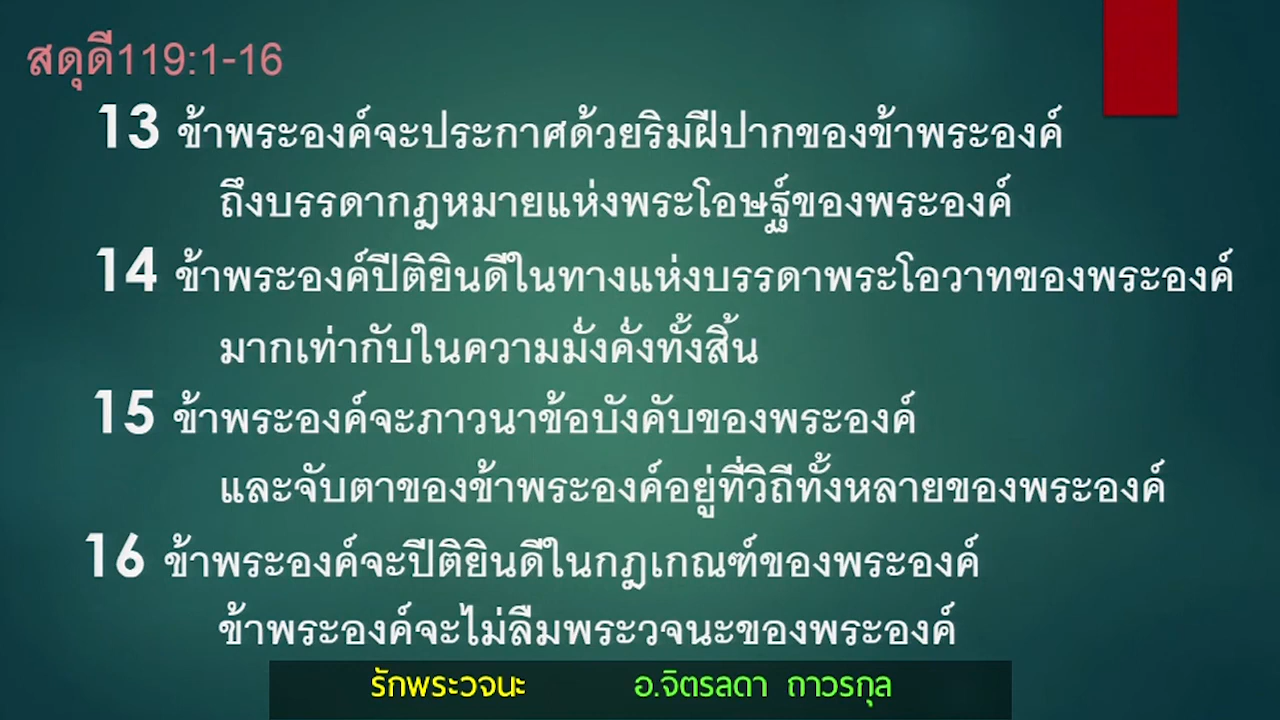 สดุดี119:1-16
13 ข้าพระองค์จะประกาศด้วยริมฝีปากของข้าพระองค์
ถึงบรรดากฎหมายแห่งพระโอษฐ์ของพระองค์
14 ข้าพระองค์ปีติยินดีในทางแห่งบรรดาพระโอวาทของพระองค์
มากเท่ากับในความมั่งคั่งทั้งสิ้น
15 ข้าพระองค์จะภาวนาข้อบังคับของพระองค์
และจับตาของข้าพระองค์อยู่ที่วิถีทั้งหลายของพระองค์
16 ข้าพระองค์จะปีติยินดีในกฎเกณฑ์ของพระองค์
ข้าพระองค์จะไม่ลืมพระวจนะของพระองค์
รักพระวจนะ อ.จิตรลดา ถาวรกุล